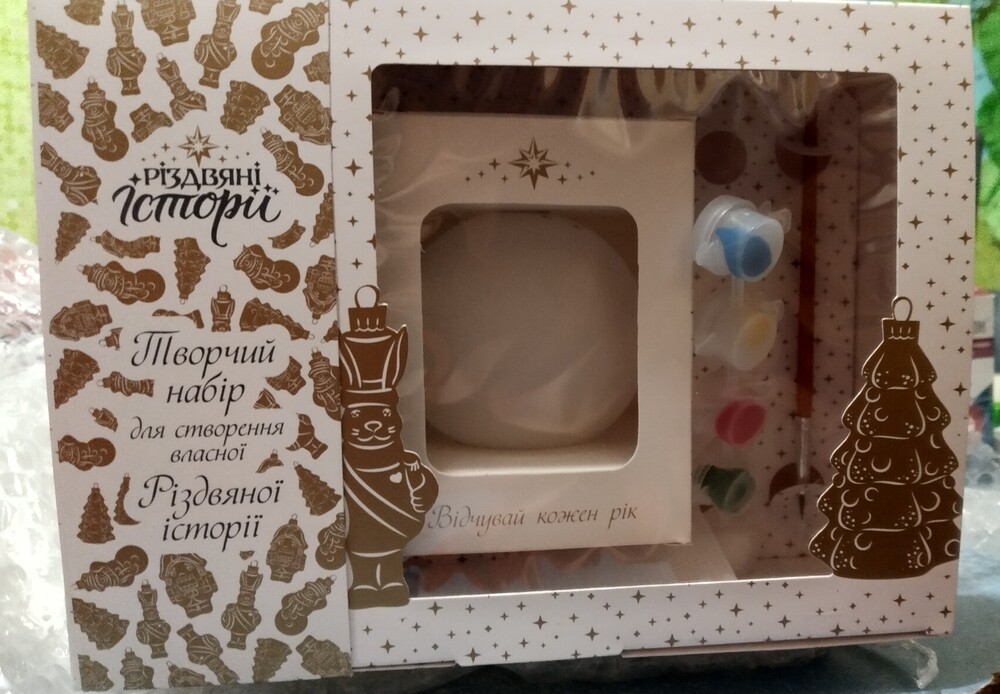 Різдвяні
Історії
Творчий
набір
для створення
власної
Різдвяної
історії
Відчувай кожен рік